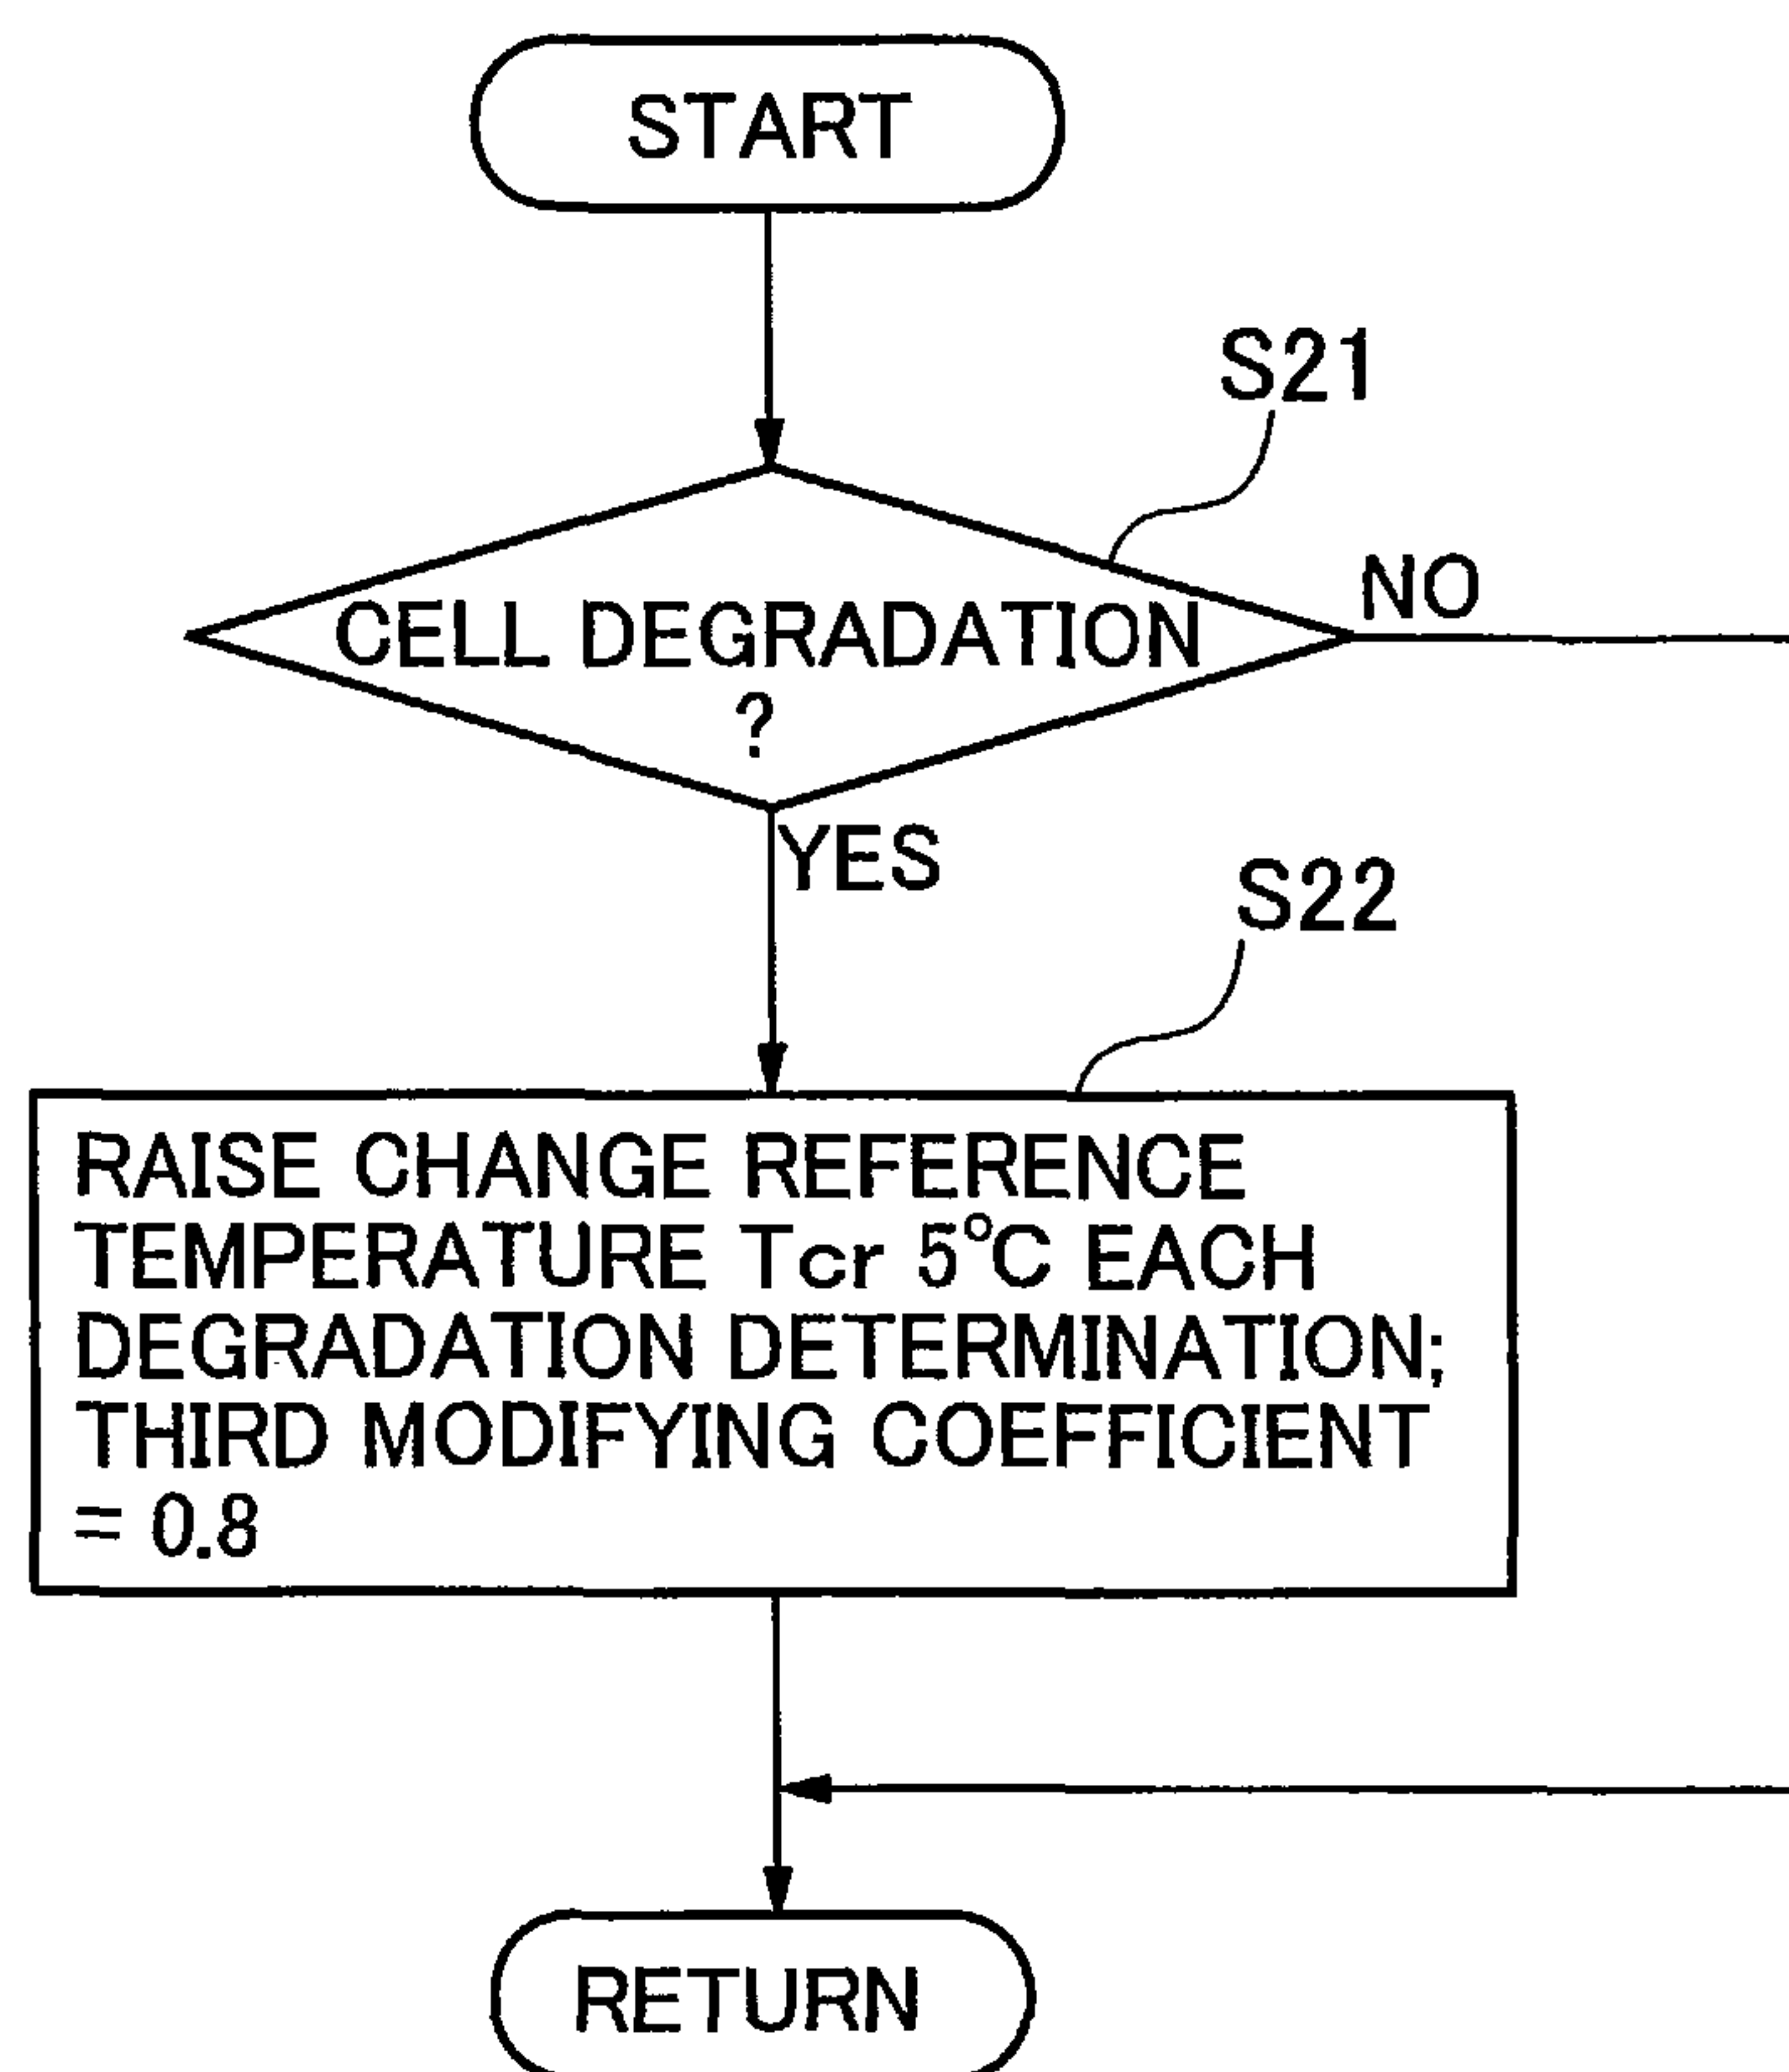 START
S21
NO
CELL DEGRADATION
?
YES
S22
RAISE CHANGE REFERENCE
TEMPERATURE Tcr 5°C EACH
DEGRADATION DETERMINATION;
THIRD MODIFYING COEFFICIENT
= 0.8
RETURN